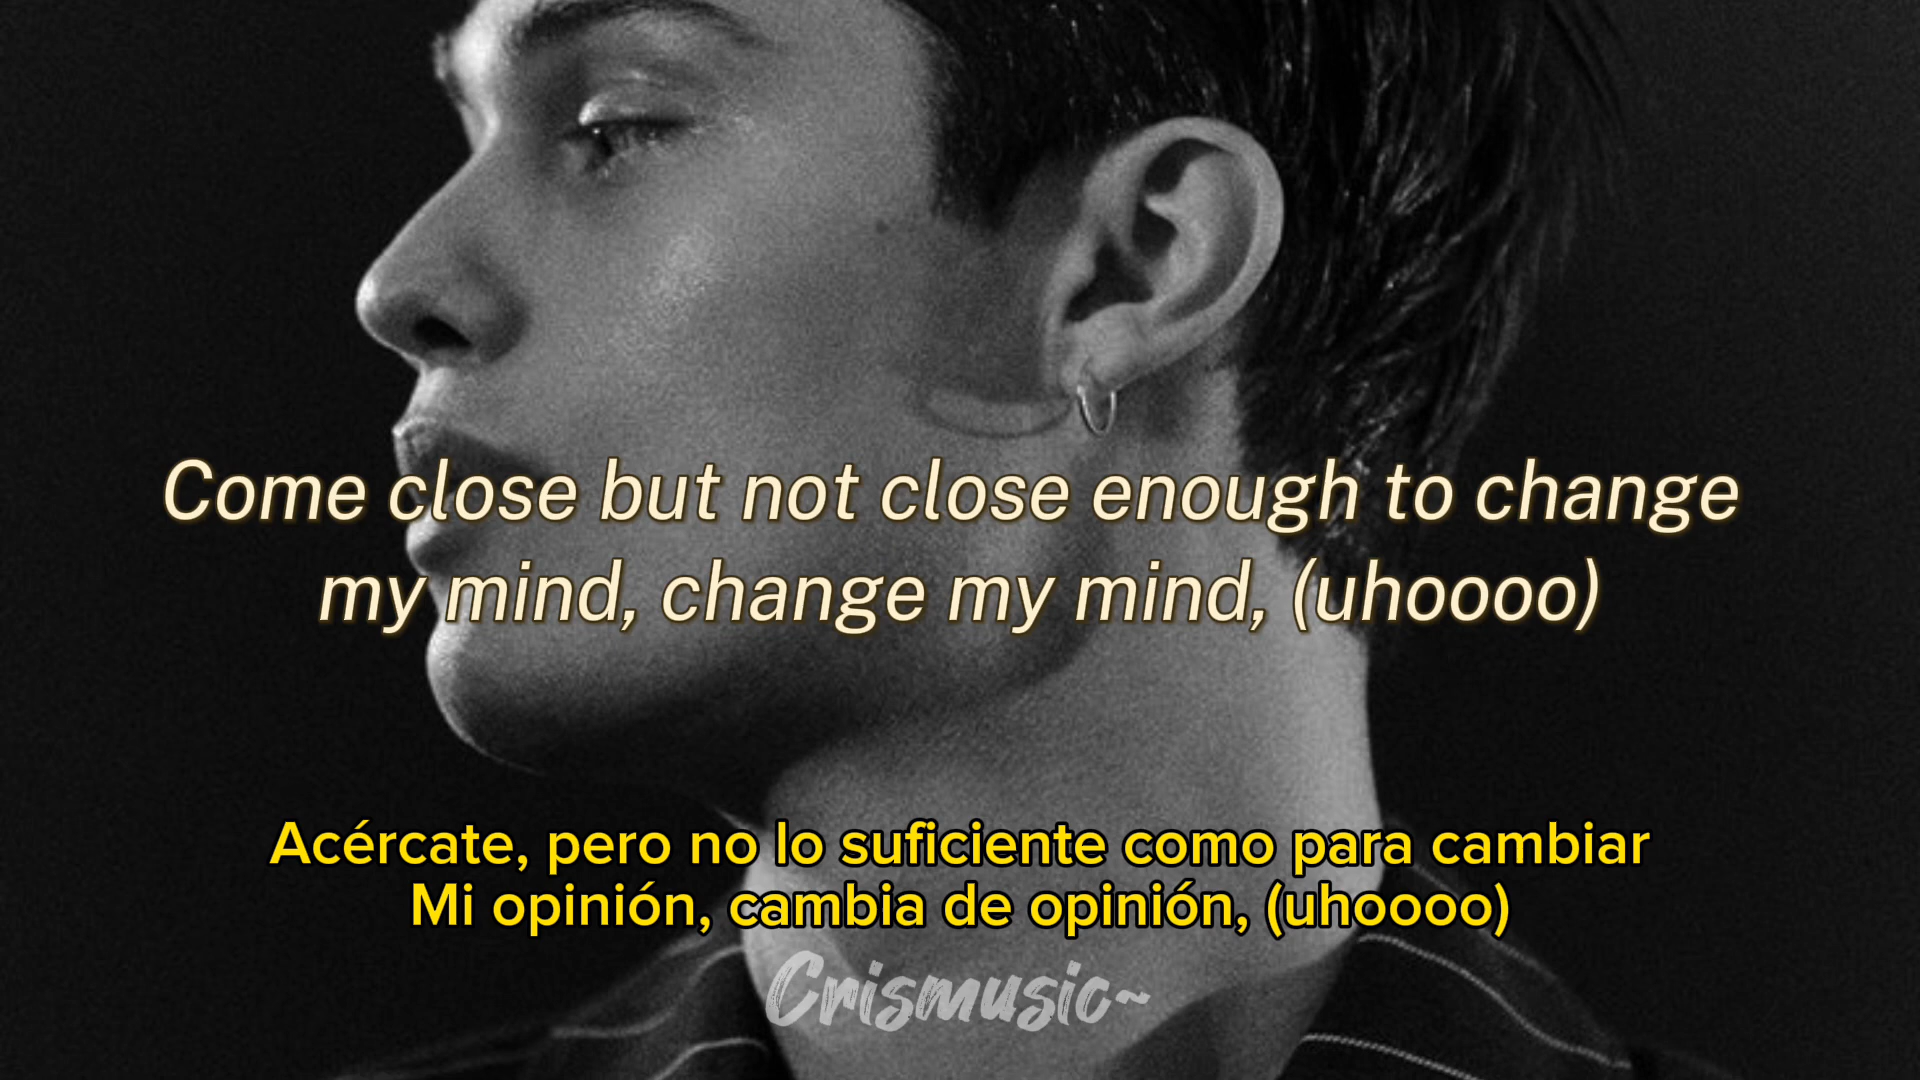 Come close but not close enough to change
my mind, change my mind, (uhoooo)
Acércate, pero no lo suficiente como para cambiar
Mi opinión, cambia de opinión, (uhoooo)
Crismusic~